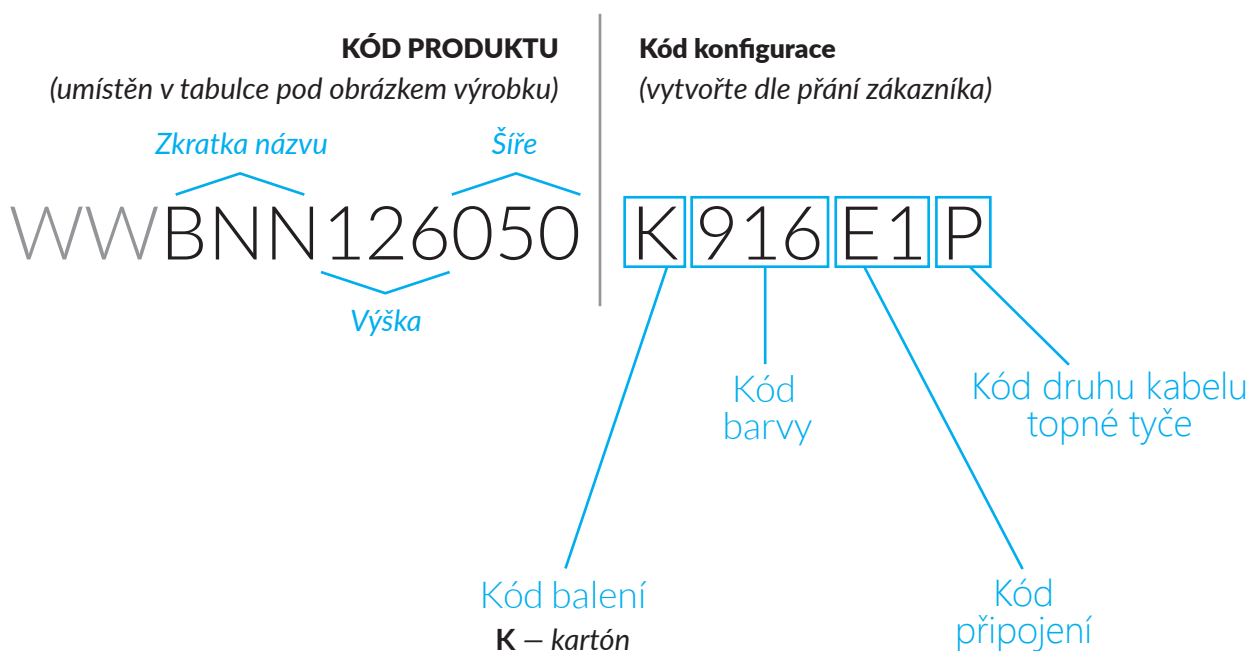 KÓD PRODUKTU
(umístěn v tabulce pod obrázkem výrobku)
Kód konfigurace
(vytvořte dle přání zákazníka)
Zkratka názvu
Šíře
WWBNN126050 K916E1P
Výška
Kód
barvy
Kód druhu kabelu
topné tyče
Kód balení
K – kartón
Kód
připojení